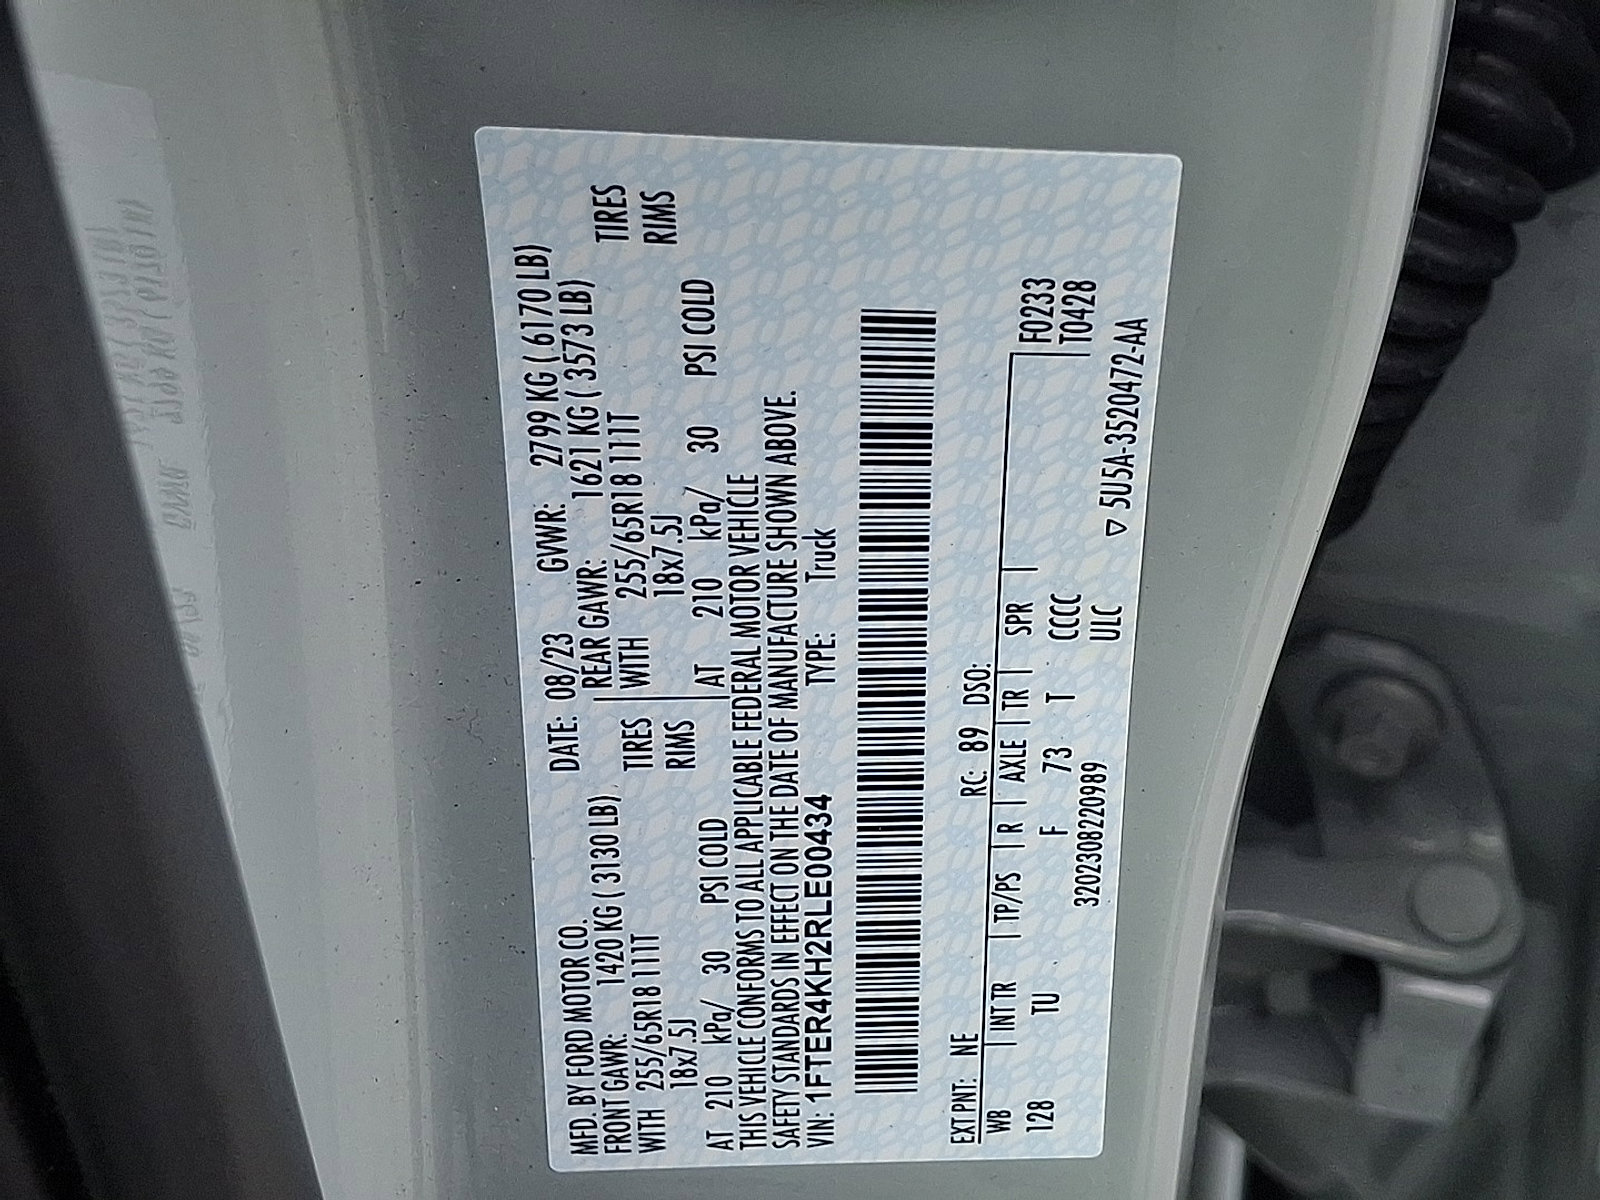 MFD. BY FORD MOTOR CO. DATE: 08/23 GVWR: 2799 KG ( 6170 LB)
FRONT GAWR: 1420 KG ( 3130 LB) REAR GAWR: 1621 KG ( 3573 LB)
WITH 255/65R18 111T TIRES WITH 255/65R18 111T TIRES
18x7.5J RIMS 18x7.5J RIMS
AT 210 kPa/ 30 PSI COLD AT 210 kPa/ 30 PSI COLD
THIS VEHICLE CONFORMS TO ALL APPLICABLE FEDERAL MOTOR VEHICLE
SAFETY STANDARDS IN EFFECT ON THE DATE OF MANUFACTURE SHOWN ABOVE.
VIN: 1FTER4KH2RLE00434 TYPE: Truck
EXT PNT: NE RC: 89 DSO:
WB | INT TR | TP/PS | R | AXLE | TR | SPR | F0233
128 TU F 73 T CCCC T0428
3202308220989 ULC
▽ 5U5A-3520472-AA